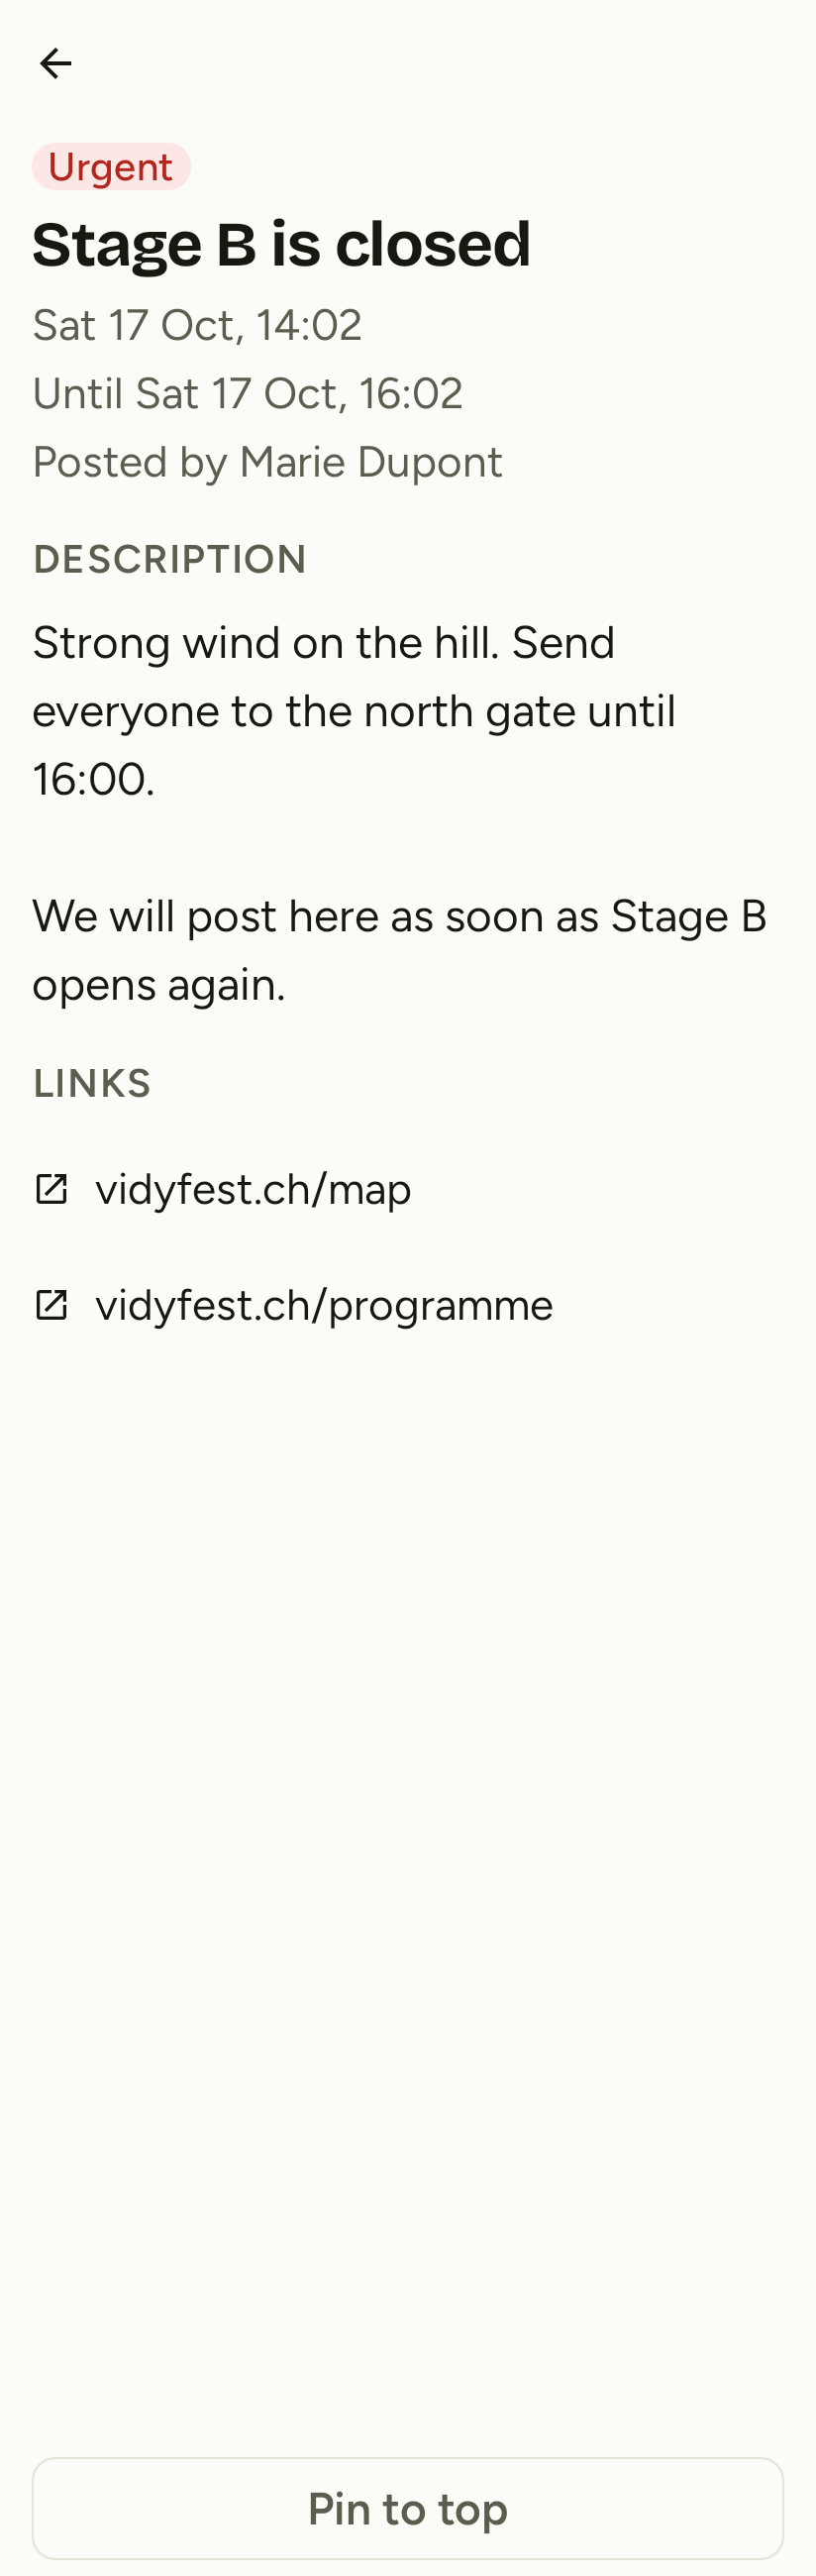 Urgent
Stage B is closed
Sat 17 Oct, 14:02
Until Sat 17 Oct, 16:02
Posted by Marie Dupont
DESCRIPTION
Strong wind on the hill. Send
everyone to the north gate until
16:00.
We will post here as soon as Stage B
opens again.
LINKS
vidyfest.ch/map
vidyfest.ch/programme
Pin to top